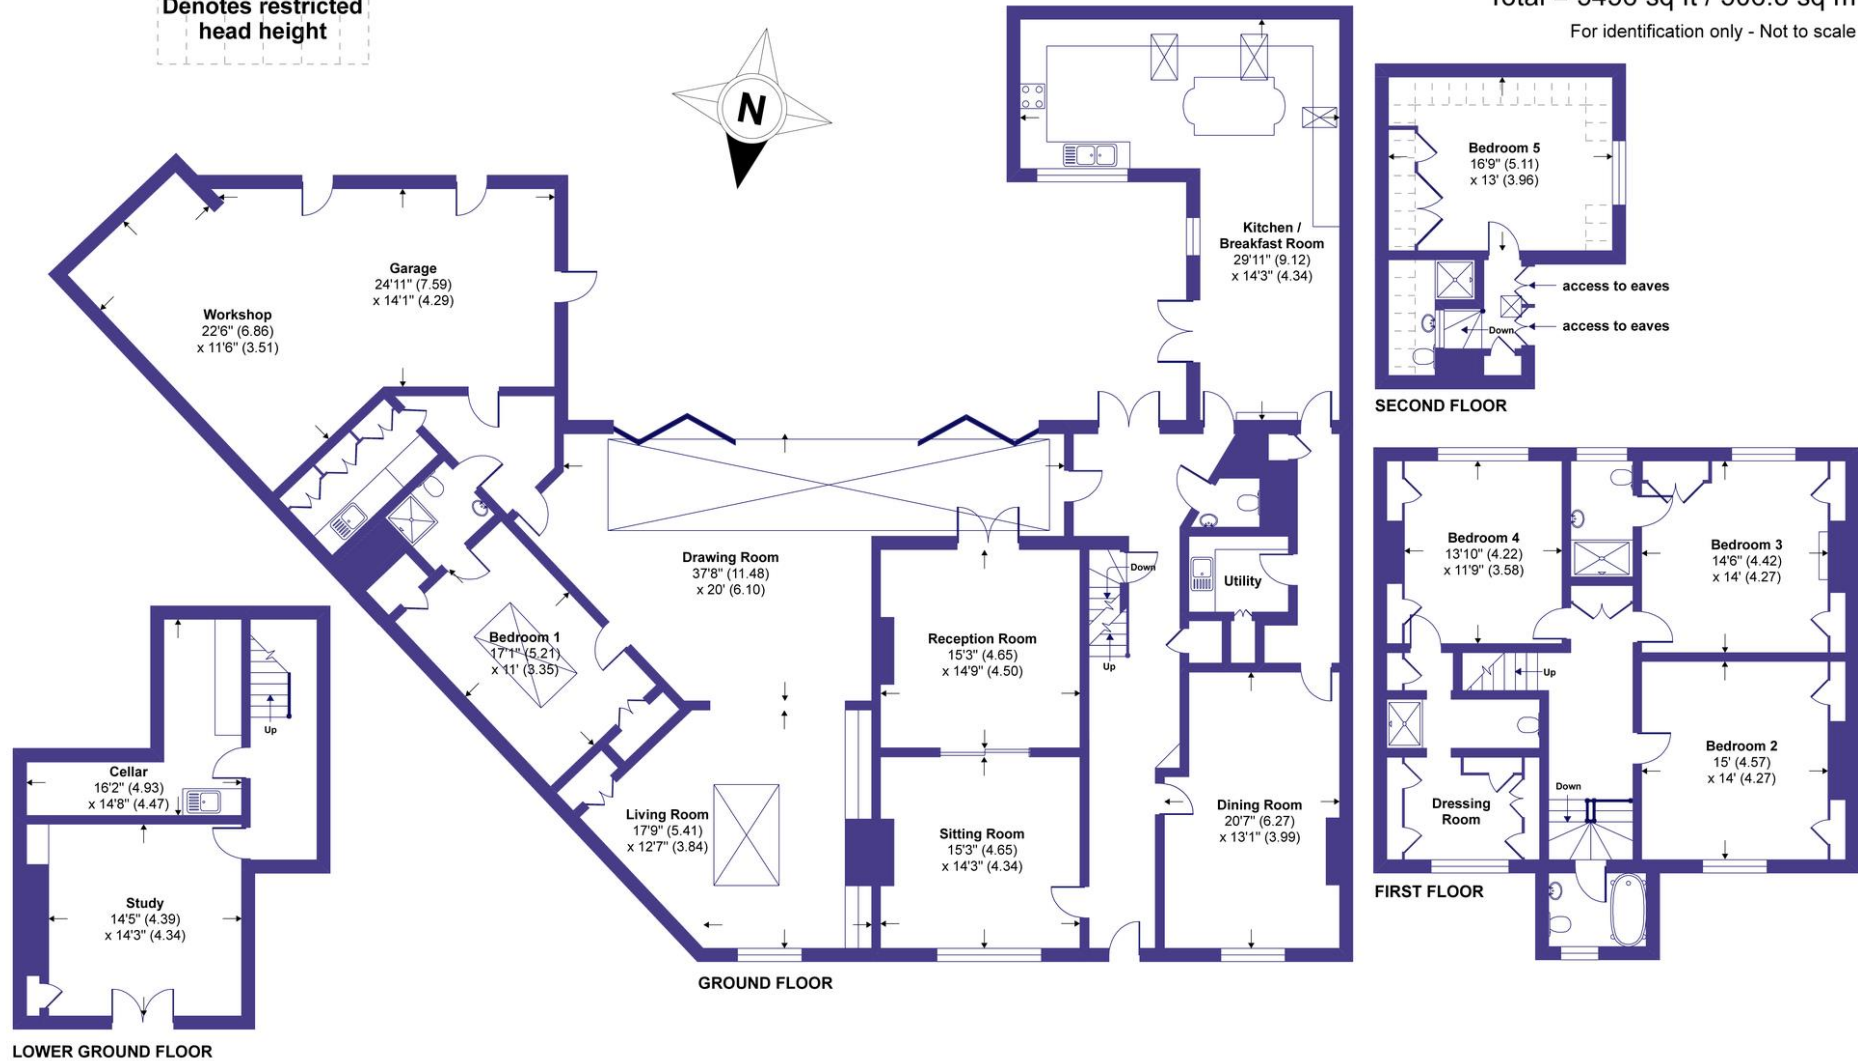 Denotes restricted
head height
For identification only - Not to scale
N
Garage
24'11" (7.59)
x 14'1" (4.29)
Workshop
22'6" (6.86)
x 11'6" (3.51)
Kitchen /
Breakfast Room
29'11" (9.12)
x 14'3" (4.34)
Drawing Room
37'8" (11.48)
x 20' (6.10)
Down
Up
Utility
Bedroom 1
17'1" (5.21)
x 11' (3.35)
Reception Room
15'3" (4.65)
x 14'9" (4.50)
Living Room
17'9" (5.41)
x 12'7" (3.84)
Sitting Room
15'3" (4.65)
x 14'3" (4.34)
Dining Room
20'7" (6.27)
x 13'1" (3.99)
GROUND FLOOR
Up
Cellar
16'2" (4.93)
x 14'8" (4.47)
Study
14'5" (4.39)
x 14'3" (4.34)
LOWER GROUND FLOOR
Bedroom 5
16'9" (5.11)
x 13' (3.96)
access to eaves
access to eaves
Down
SECOND FLOOR
Bedroom 4
13'10" (4.22)
x 11'9" (3.58)
Bedroom 3
14'6" (4.42)
x 14' (4.27)
Up
Bedroom 2
15' (4.57)
x 14' (4.27)
Down
Dressing
Room
FIRST FLOOR